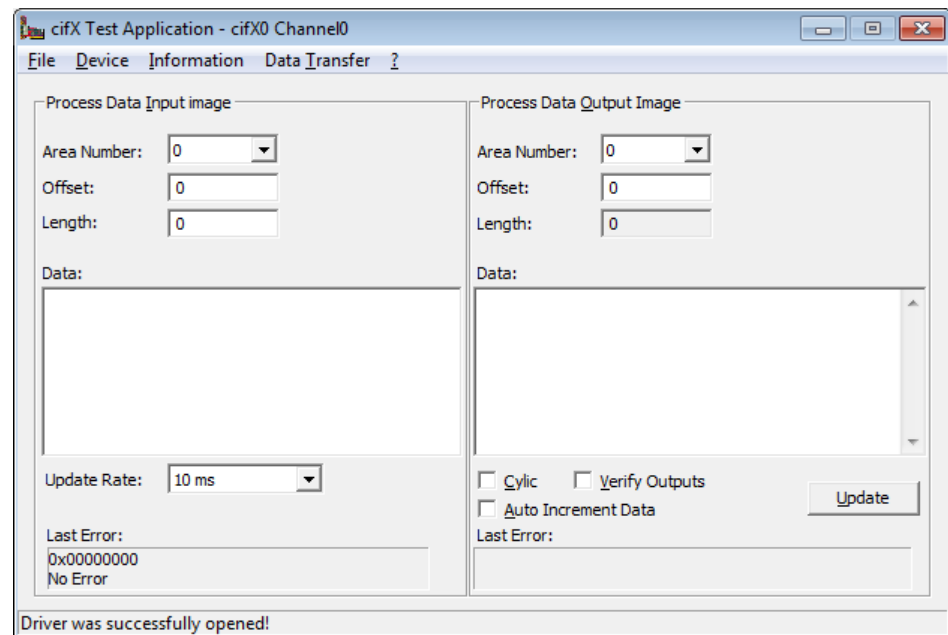 cifX Test Application - cifX0 Channel0
File Device Information Data Transfer ?
Process Data Input image
Area Number: 0
Offset: 0
Length: 0
Data:
Update Rate: 10 ms
Last Error:
0x00000000
No Error
Process Data Output Image
Area Number: 0
Offset: 0
Length: 0
Data:
Cylic Verify Outputs
Auto Increment Data
Update
Last Error:
Driver was successfully opened!